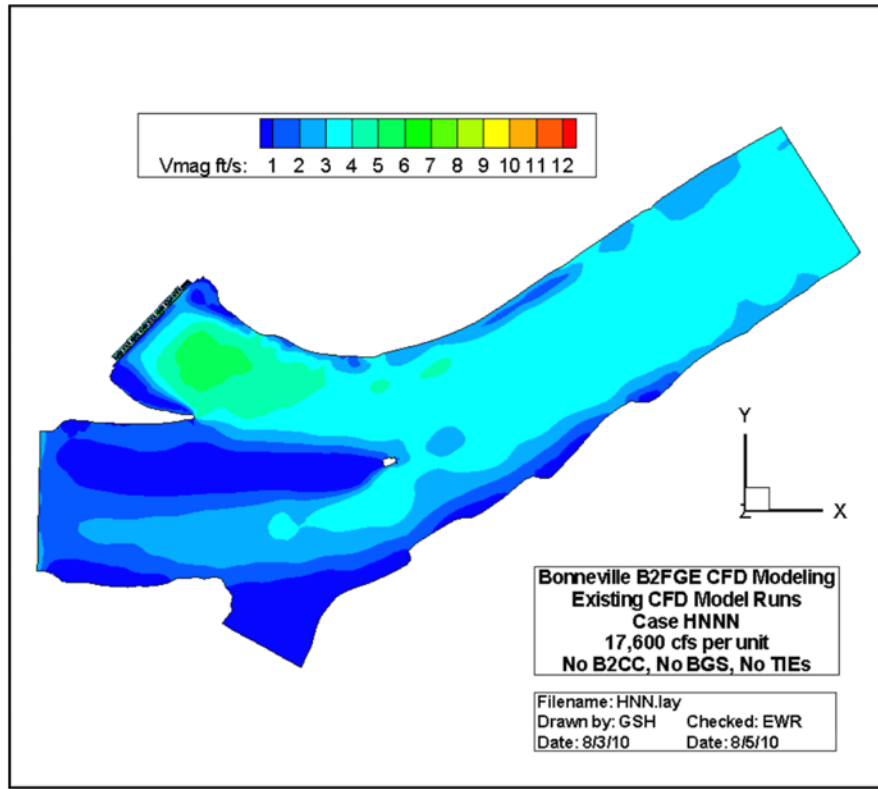 Vmag ft/s: 1 2 3 4 5 6 7 8 9 10 11 12
Y
Z X
Bonneville B2FGE CFD Modeling
Existing CFD Model Runs
Case HNNN
17,600 cfs per unit
No B2CC, No BGS, No TIEs
Filename: HNN.lay
Drawn by: GSH Checked: EWR
Date: 8/3/10 Date: 8/5/10